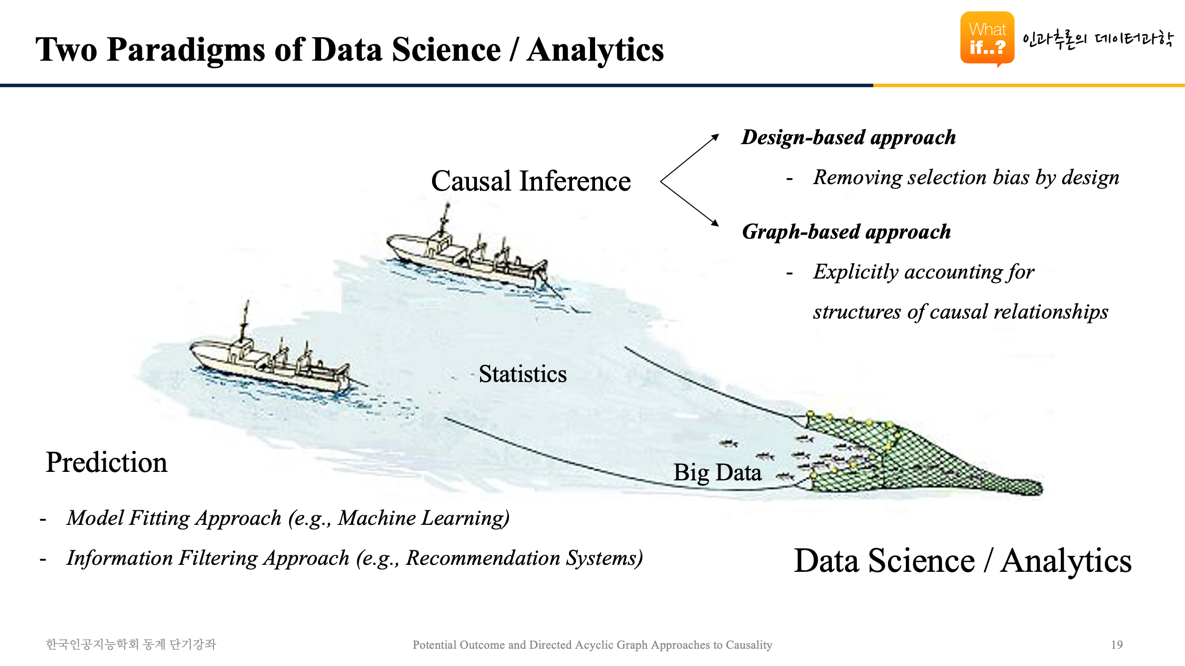 Two Paradigms of Data Science / Analytics
What
if..?
인과추론의 데이터과학
Design-based approach
- Removing selection bias by design
Causal Inference
Graph-based approach
- Explicitly accounting for
structures of causal relationships
Statistics
Prediction
Big Data
- Model Fitting Approach (e.g., Machine Learning)
- Information Filtering Approach (e.g., Recommendation Systems)
Data Science / Analytics
한국인공지능학회 동계 단기강좌
Potential Outcome and Directed Acyclic Graph Approaches to Causality
19